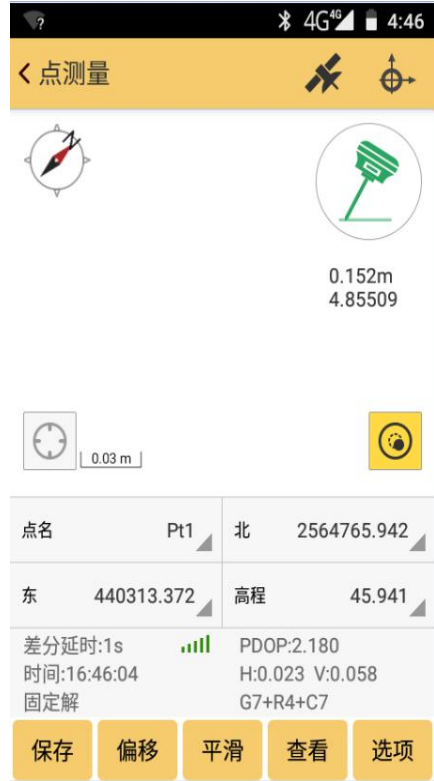 ? 4G 4G 4:46
点测量
N
0.152m
4.85509
0.03 m
点名 Pt1 北 2564765.942
东 440313.372 高程 45.941
差分延时:1s PDOP:2.180
时间:16:46:04 H:0.023 V:0.058
固定解 G7+R4+C7
保存 偏移 平滑 查看 选项